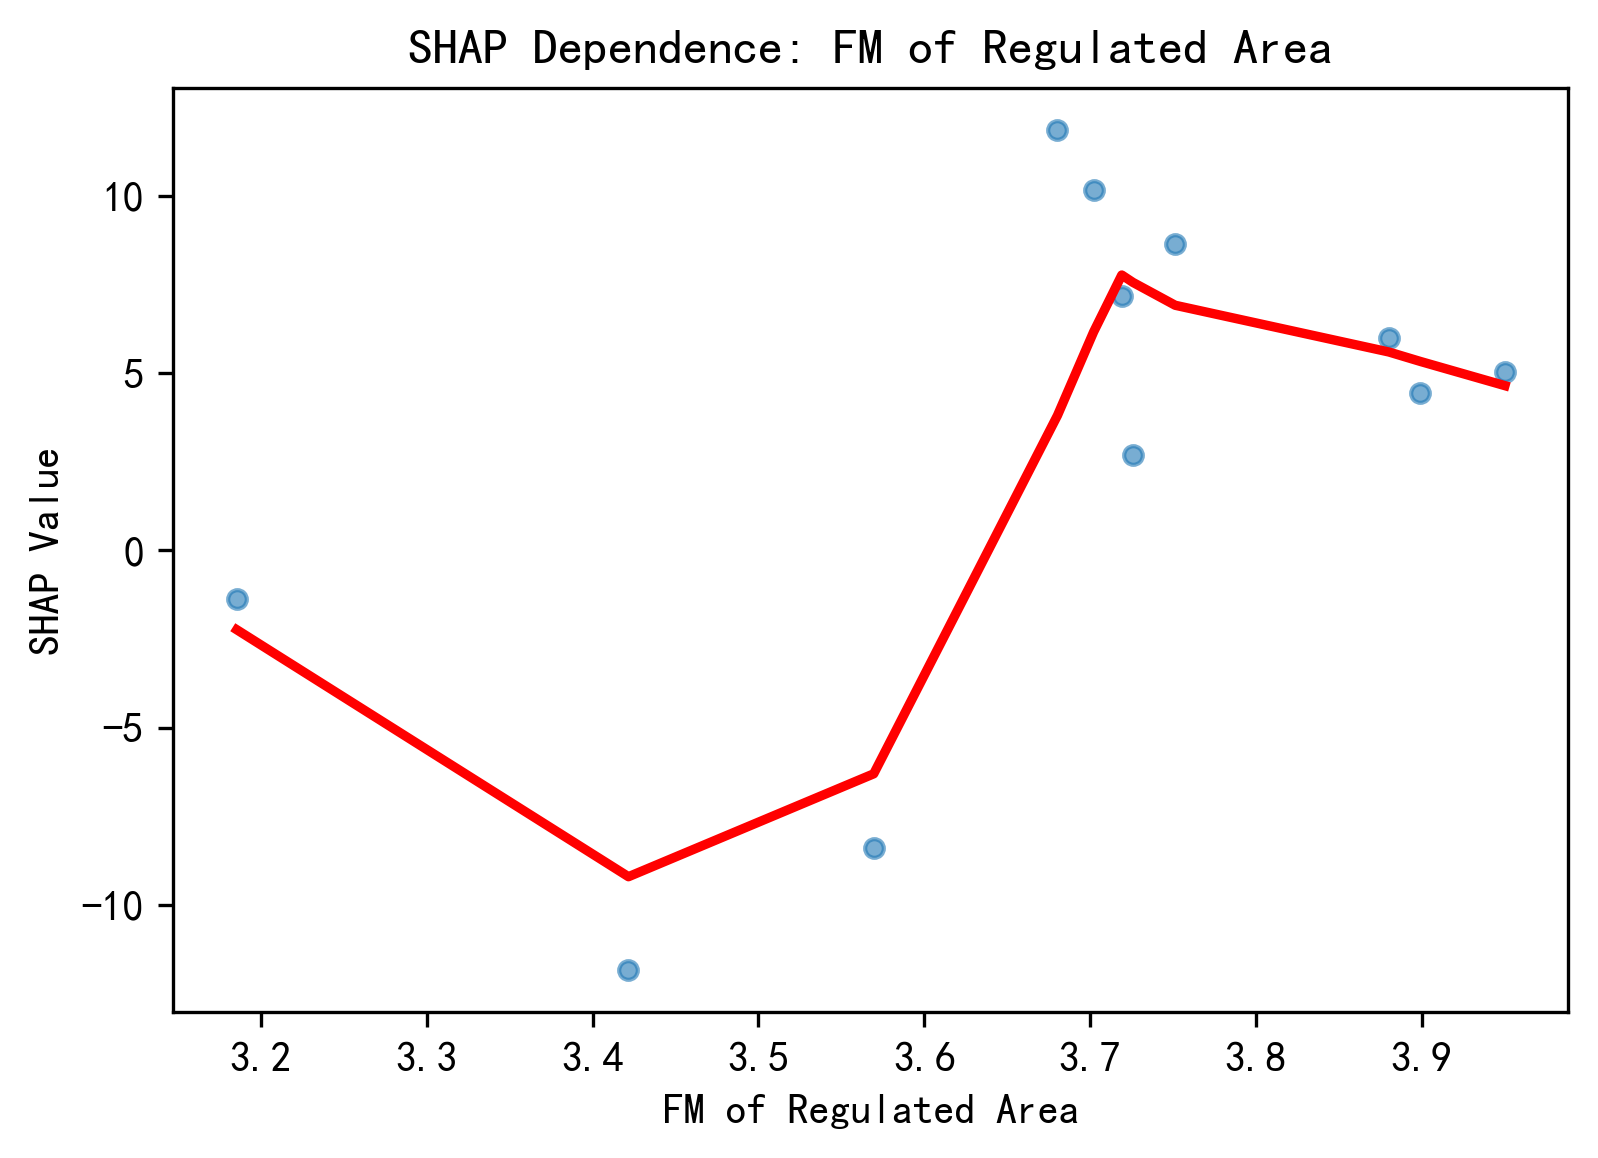 SHAP Dependence: FM of Regulated Area
10
5
0
−5
−10
SHAP Value
3.2 3.3 3.4 3.5 3.6 3.7 3.8 3.9
FM of Regulated Area